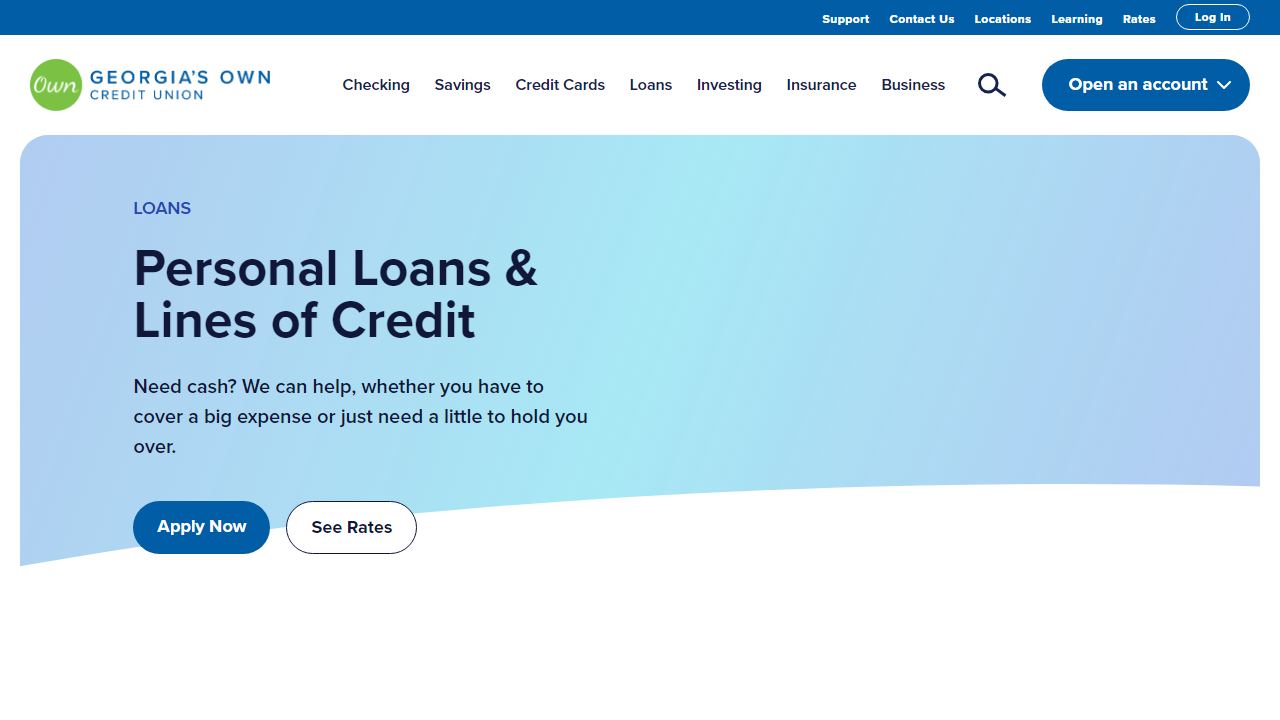 Support Contact Us Locations Learning Rates Log In
Own GEORGIA'S OWN
CREDIT UNION
Checking Savings Credit Cards Loans Investing Insurance Business Open an account
LOANS
Personal Loans &
Lines of Credit
Need cash? We can help, whether you have to
cover a big expense or just need a little to hold you
over.
Apply Now See Rates